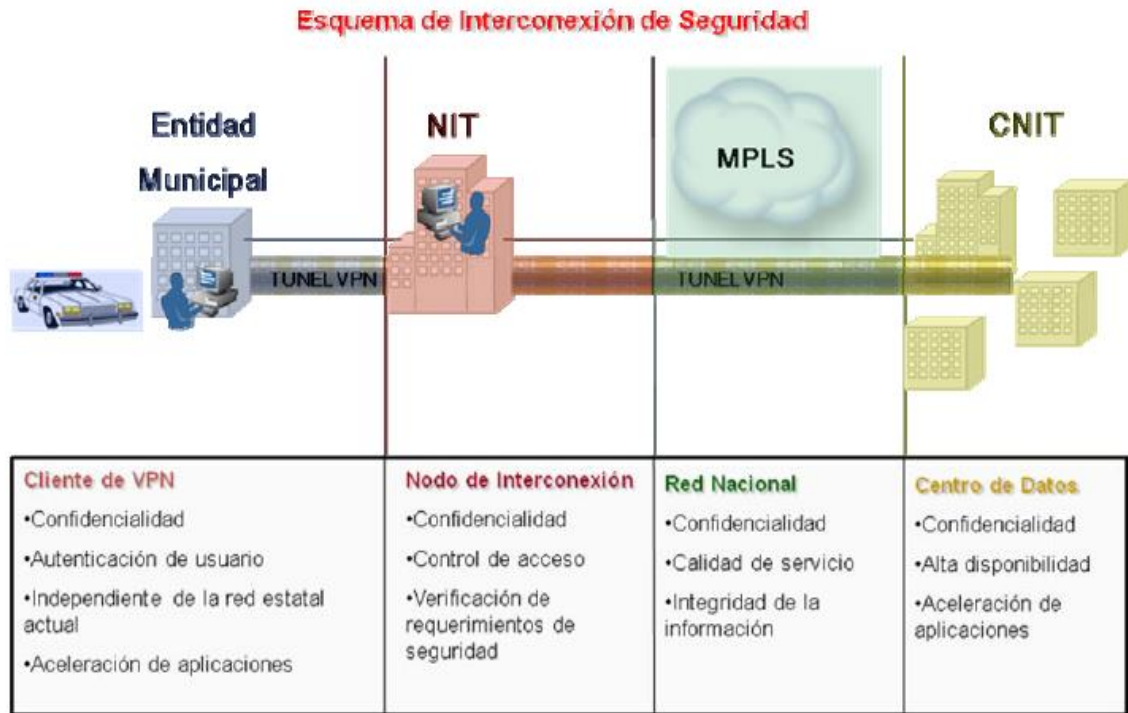 Esquema de Interconexión de Seguridad
Entidad
Municipal
NIT
MPLS
CNIT
TUNEL VPN
TUNEL VPN
Cliente de VPN
•Confidencialidad
•Autenticación de usuario
•Independiente de la red estatal
actual
•Aceleración de aplicaciones
Nodo de Interconexión
•Confidencialidad
•Control de acceso
•Verificación de
requerimientos de
seguridad
Red Nacional
•Confidencialidad
•Calidad de servicio
•Integridad de la
información
Centro de Datos
•Confidencialidad
•Alta disponibilidad
•Aceleración de
aplicaciones